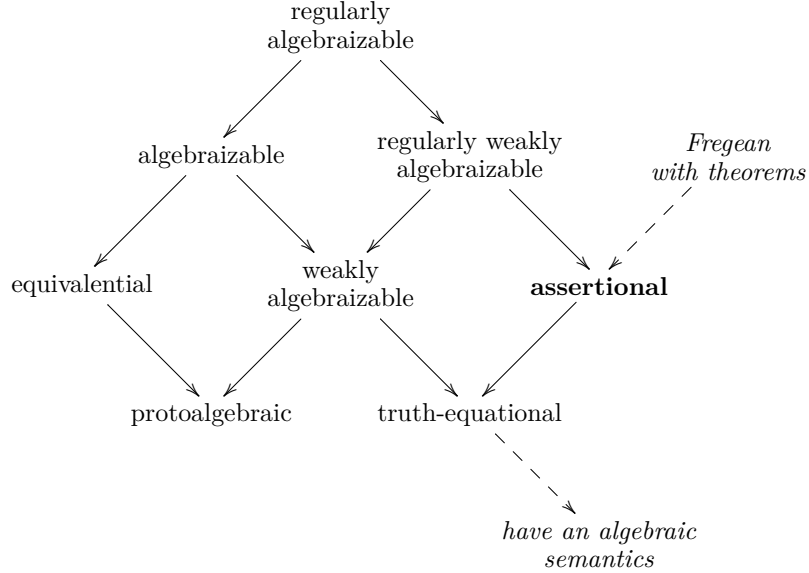 regularly
algebraizable
algebraizable
regularly weakly
algebraizable
Fregean
with theorems
equivalential
weakly
algebraizable
assertional
protoalgebraic
truth-equational
have an algebraic
semantics